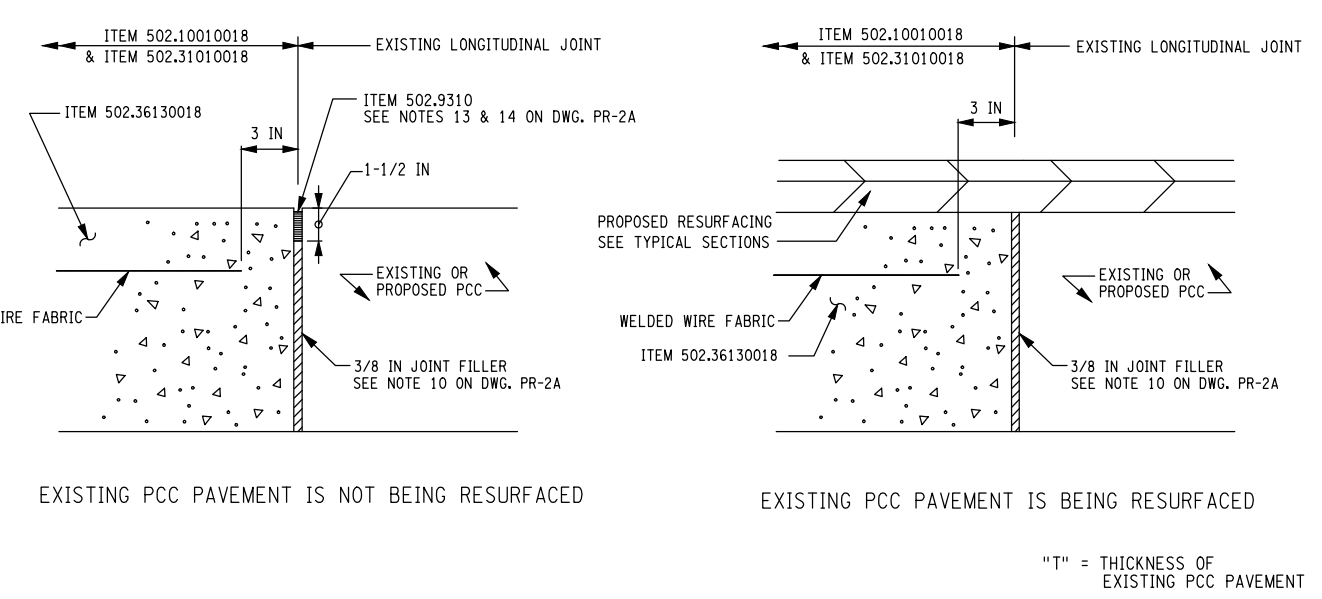 ITEM 502.10010018
& ITEM 502.31010018
EXISTING LONGITUDINAL JOINT
ITEM 502.36130018
ITEM 502.9310
SEE NOTES 13 & 14 ON DWG. PR-2A
3 IN
1-1/2 IN
EXISTING OR
PROPOSED PCC
IRE FABRIC
3/8 IN JOINT FILLER
SEE NOTE 10 ON DWG. PR-2A
EXISTING PCC PAVEMENT IS NOT BEING RESURFACED
ITEM 502.10010018
& ITEM 502.31010018
EXISTING LONGITUDINAL JOINT
3 IN
PROPOSED RESURFACING
SEE TYPICAL SECTIONS
EXISTING OR
PROPOSED PCC
WELDED WIRE FABRIC
ITEM 502.36130018
3/8 IN JOINT FILLER
SEE NOTE 10 ON DWG. PR-2A
EXISTING PCC PAVEMENT IS BEING RESURFACED
"T" = THICKNESS OF
EXISTING PCC PAVEMENT